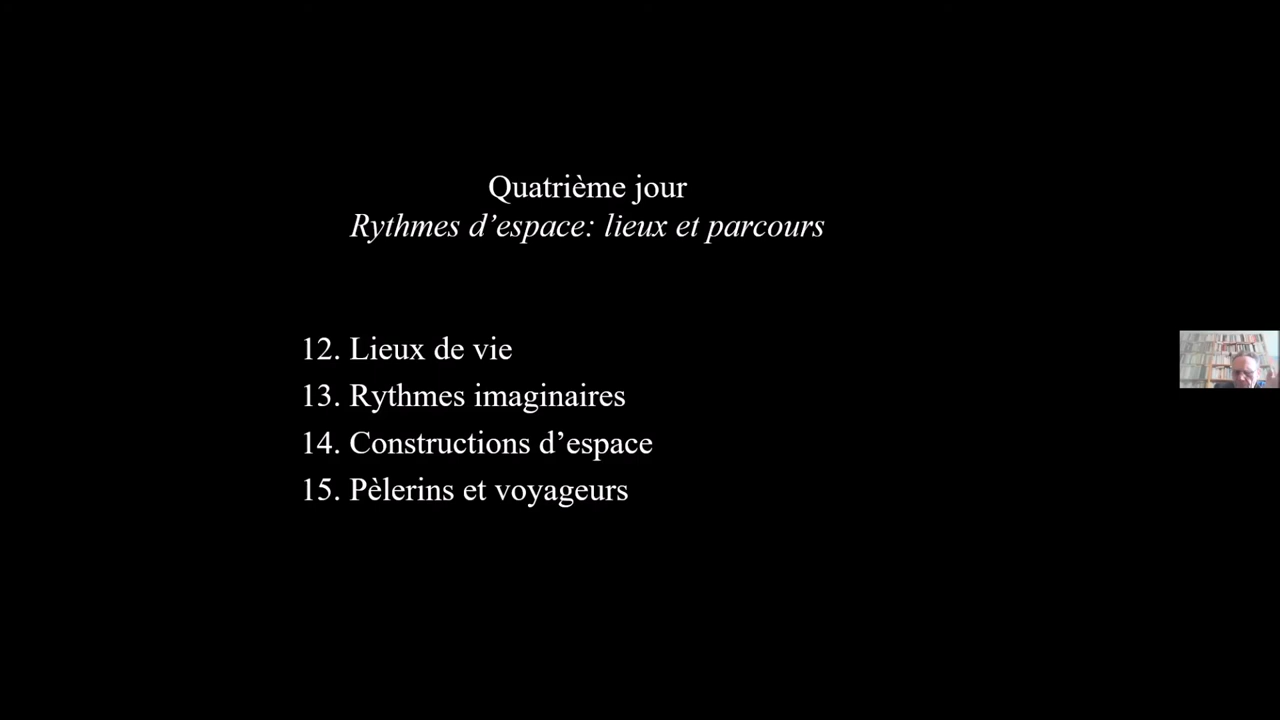 Quatrième jour
Rythmes d’espace: lieux et parcours
12. Lieux de vie
13. Rythmes imaginaires
14. Constructions d’espace
15. Pèlerins et voyageurs